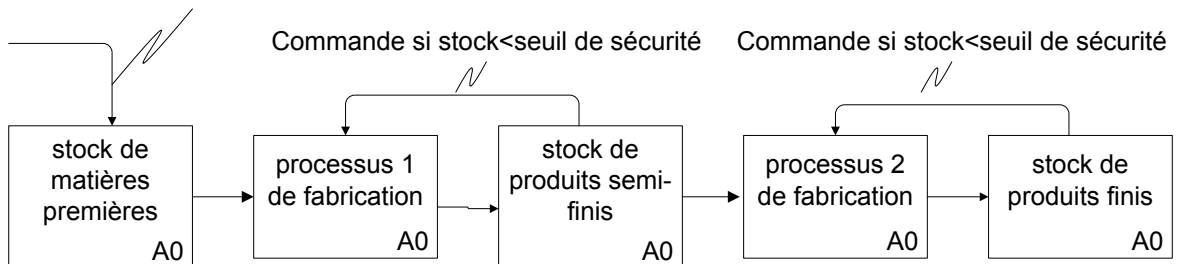 Commande si stock<seuil de sécurité
Commande si stock<seuil de sécurité
stock de
matières
premières
A0
processus 1
de fabrication
A0
stock de
produits semi-
finis
A0
processus 2
de fabrication
A0
stock de
produits finis
A0